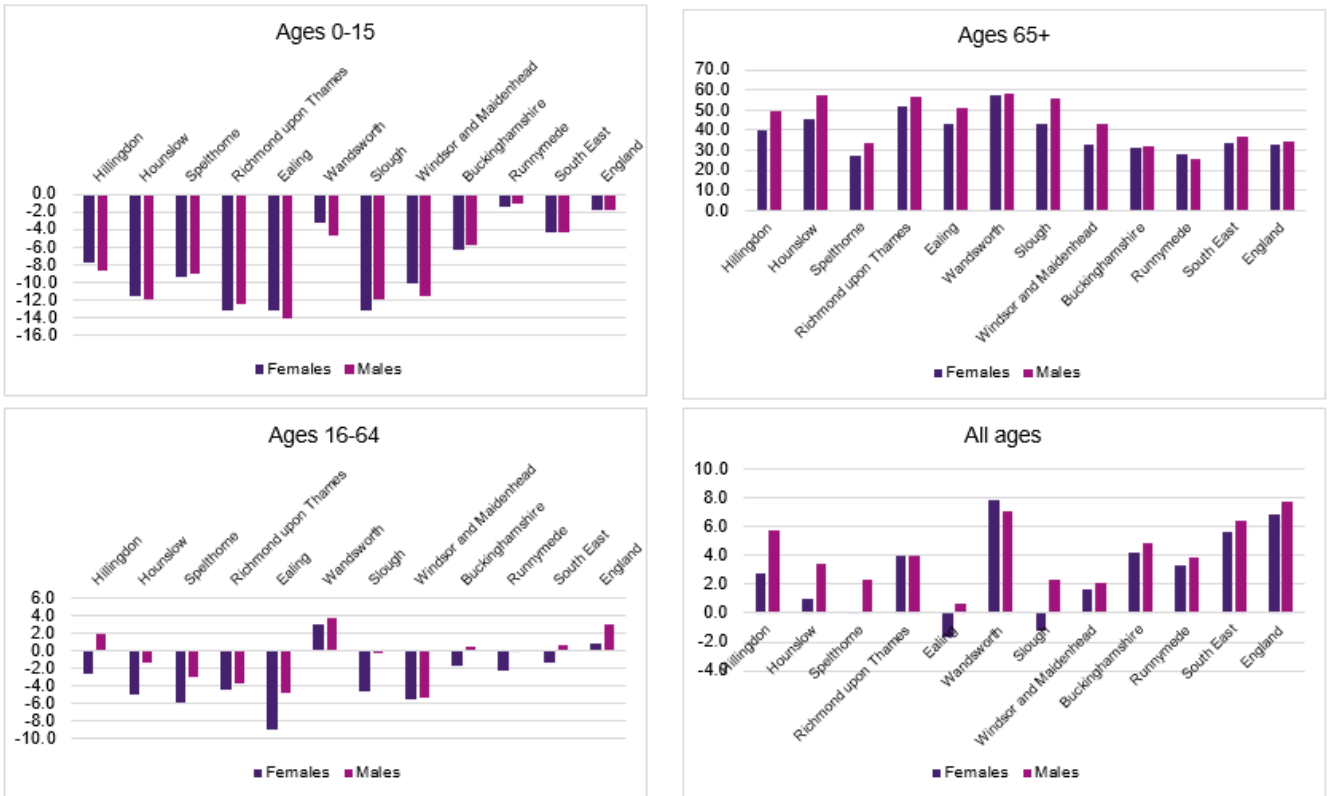 Ages 0-15
Hillingdon
Hounslow
Spelthorne
Richmond upon Thames
Ealing
Wandsworth
Slough
Windsor and Maidenhead
Buckinghamshire
Runnymede
South East
England
0.0
-2.0
-4.0
-6.0
-8.0
-10.0
-12.0
-14.0
-16.0
Females Males
Ages 65+
70.0
60.0
50.0
40.0
30.0
20.0
10.0
0.0
Hillingdon
Hounslow
Spelthorne
Richmond upon Thames
Ealing
Wandsworth
Slough
Windsor and Maidenhead
Buckinghamshire
Runnymede
South East
England
Females Males
Ages 16-64
Hillingdon
Hounslow
Spelthorne
Richmond upon Thames
Ealing
Wandsworth
Slough
Windsor and Maidenhead
Buckinghamshire
Runnymede
South East
England
6.0
4.0
2.0
0.0
-2.0
-4.0
-6.0
-8.0
-10.0
Females Males
All ages
10.0
8.0
6.0
4.0
2.0
0.0
-2.0
-4.0
Hillingdon
Hounslow
Spelthorne
Richmond upon Thames
Ealing
Wandsworth
Slough
Windsor and Maidenhead
Buckinghamshire
Runnymede
South East
England
Females Males